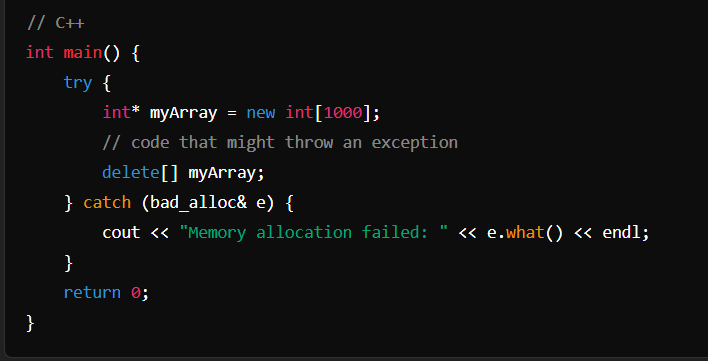 // C++
int main() {
    try {
        int* myArray = new int[1000];
        // code that might throw an exception
        delete[] myArray;
    } catch (bad_alloc& e) {
        cout << "Memory allocation failed: " << e.what() << endl;
    }
    return 0;
}